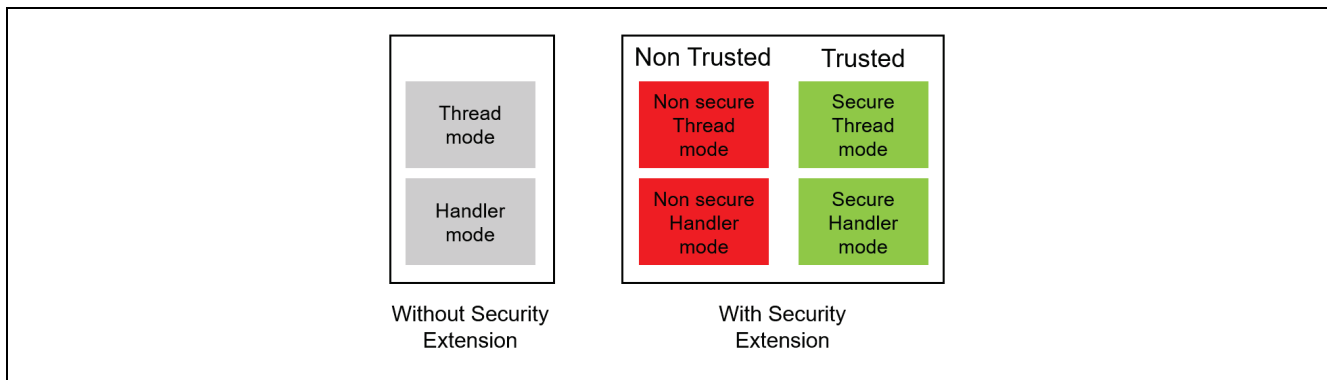 Thread
mode
Handler
mode
Without Security
Extension
Non Trusted
Trusted
Non secure
Thread
mode
Secure
Thread
mode
Non secure
Handler
mode
Secure
Handler
mode
With Security
Extension